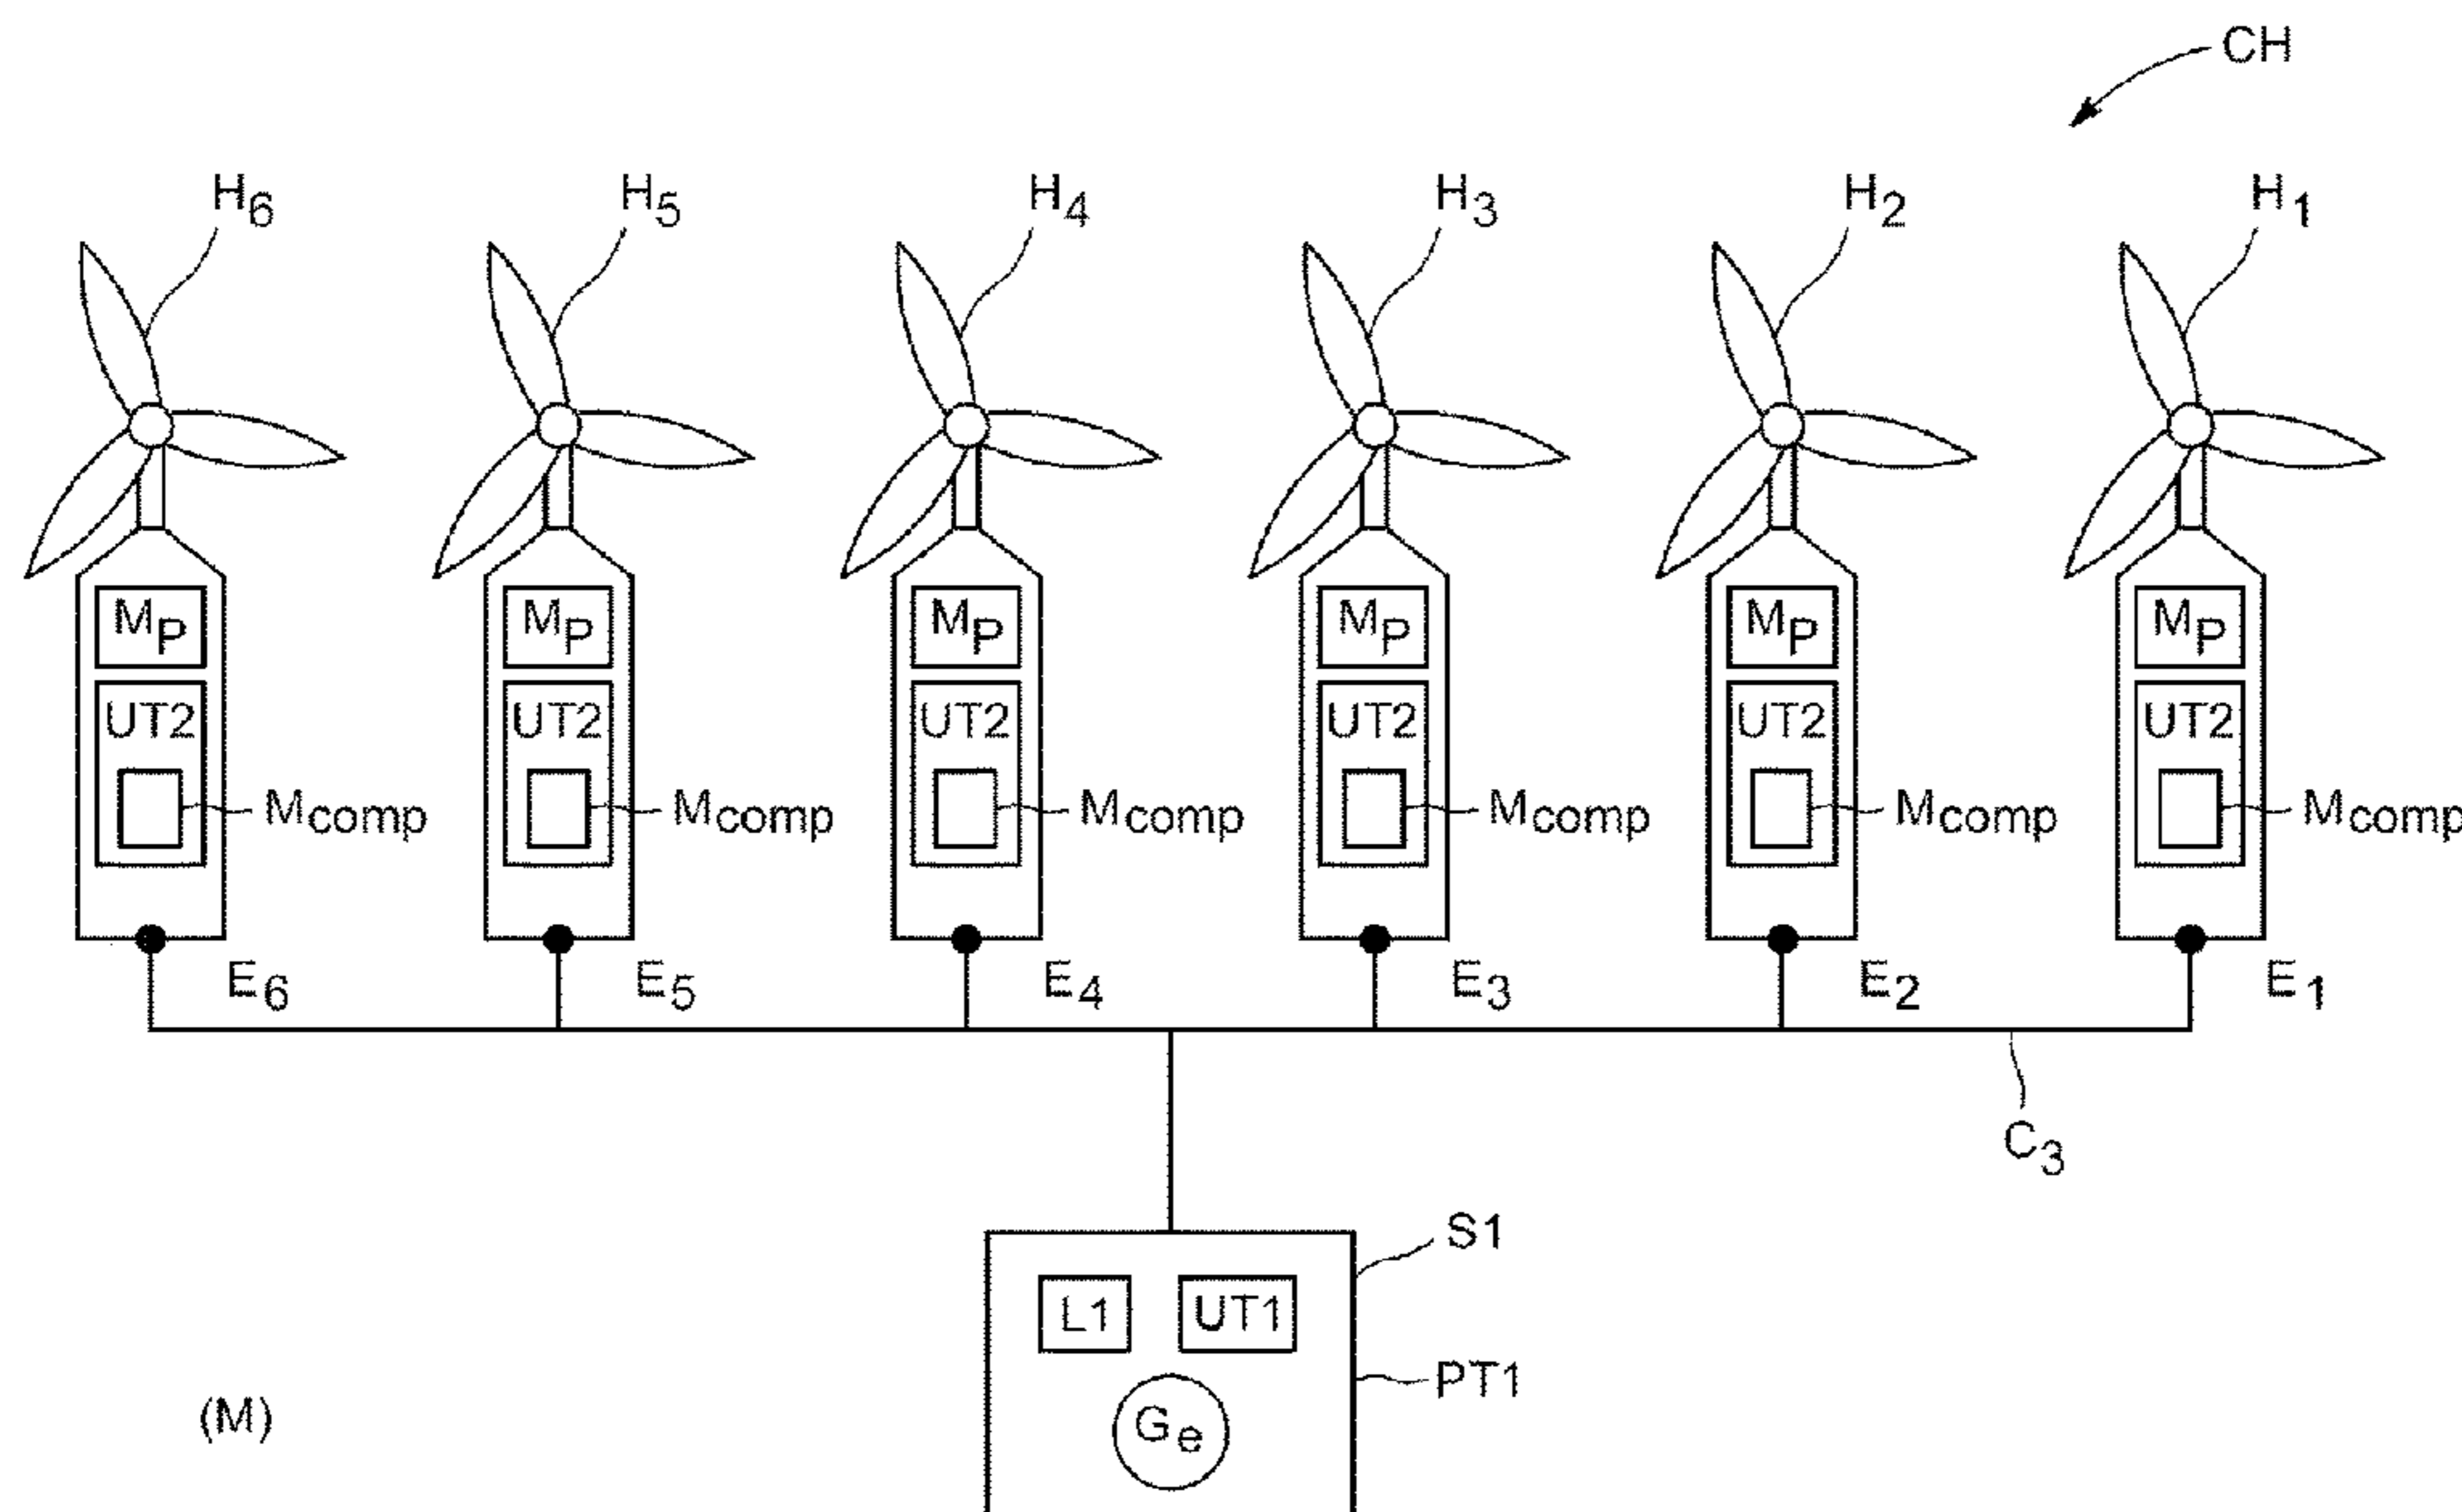 CH
H6 H5 H4 H3 H2 H1
MP MP MP MP MP MP
UT2 UT2 UT2 UT2 UT2 UT2
Mcomp Mcomp Mcomp Mcomp Mcomp Mcomp
E6 E5 E4 E3 E2 E1
C3
S1
L1 UT1
PT1
(M) Ge